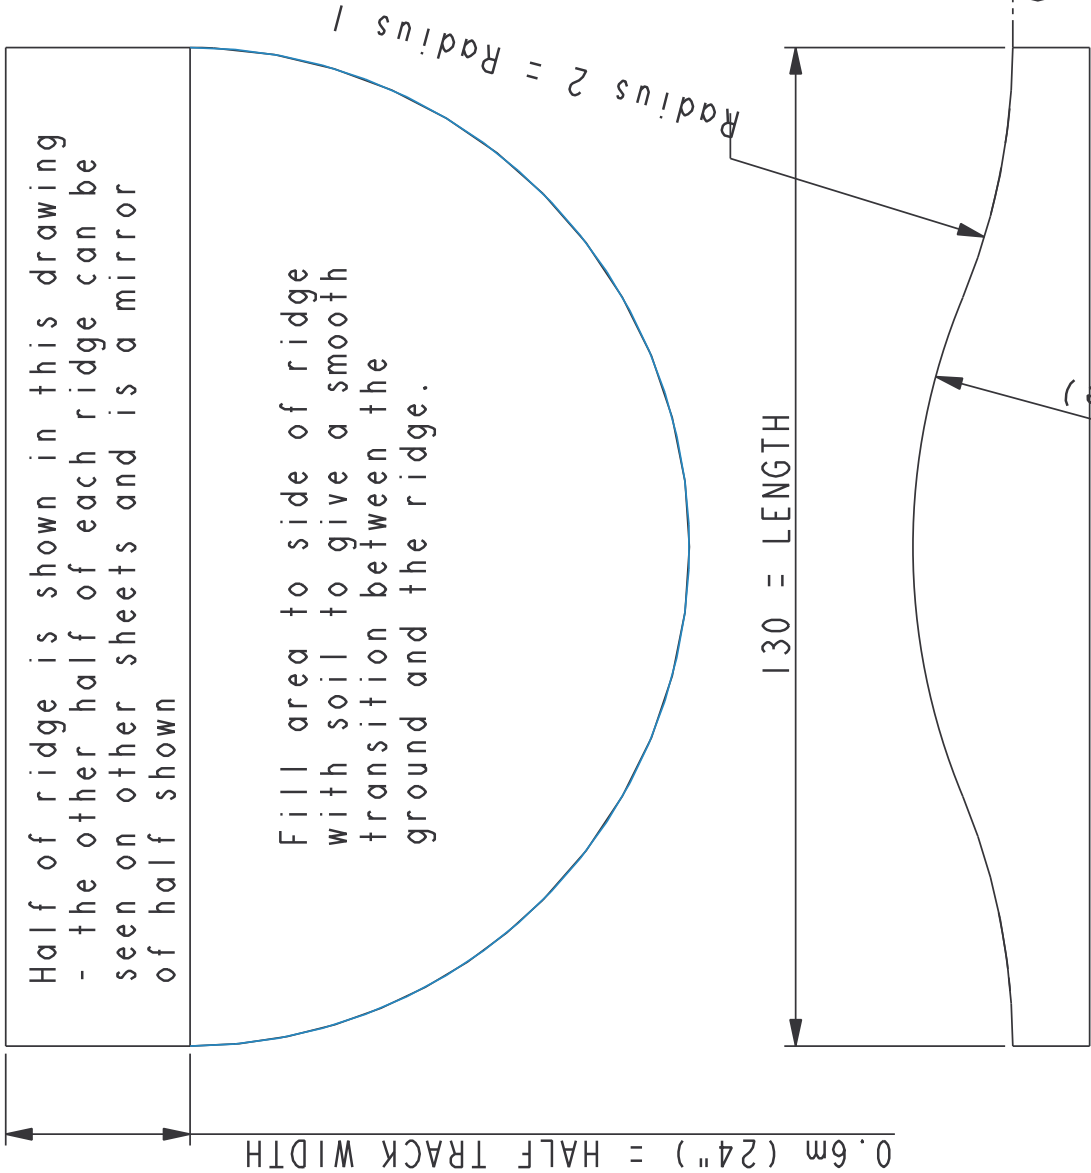 Half of ridge is shown in this drawing
- the other half of each ridge can be
seen on other sheets and is a mirror
of half shown
Fill area to side of ridge
with soil to give a smooth
transition between the
ground and the ridge.
Radius 2 = Radius 1
130 = LENGTH
0.6m (24") = HALF TRACK WIDTH